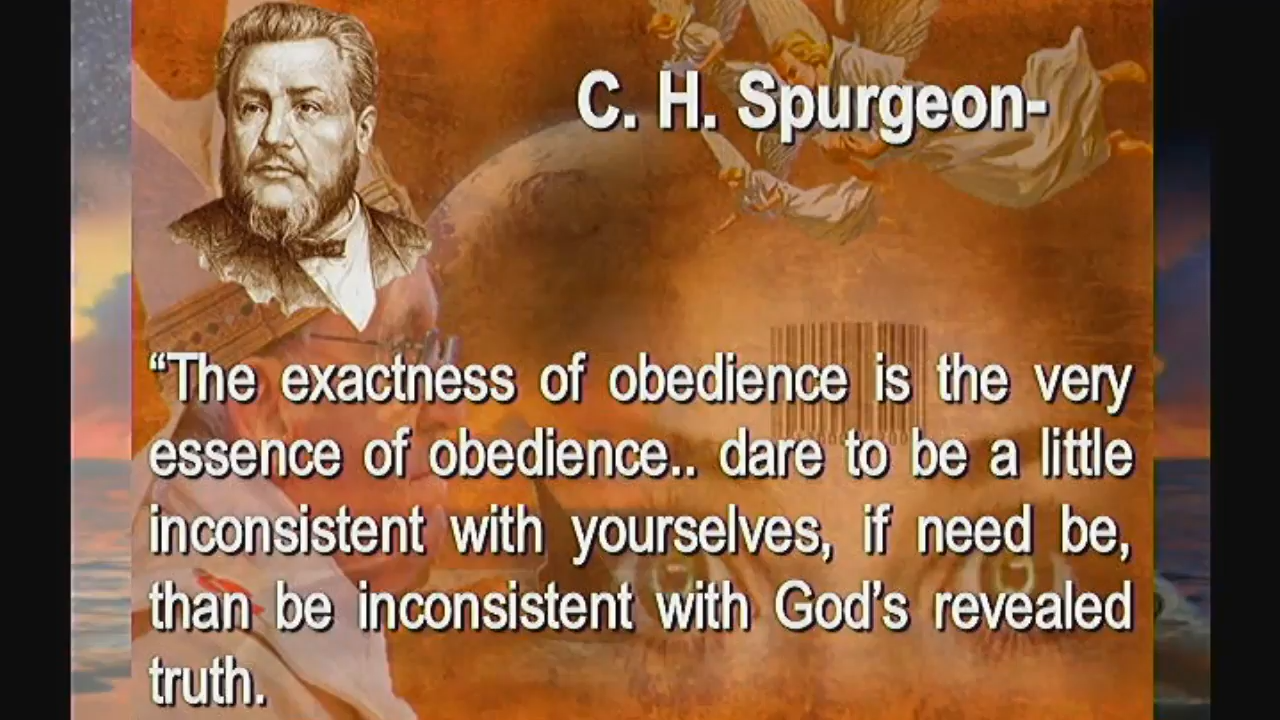 C. H. Spurgeon-
“The exactness of obedience is the very
essence of obedience.. dare to be a little
inconsistent with yourselves, if need be,
than be inconsistent with God’s revealed
truth.